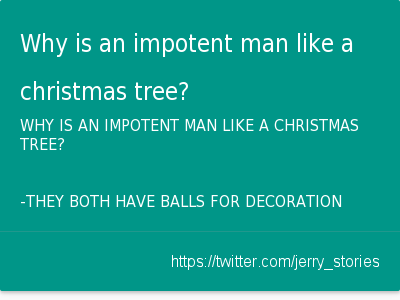 Why is an impotent man like a
christmas tree?
WHY IS AN IMPOTENT MAN LIKE A CHRISTMAS
TREE?
-THEY BOTH HAVE BALLS FOR DECORATION
https://twitter.com/jerry_stories